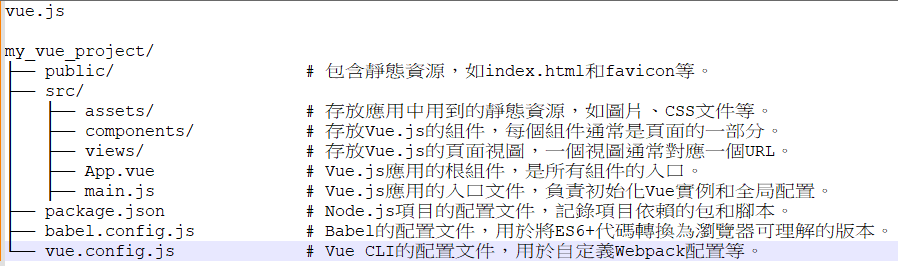 vue.js
my_vue_project/
├── public/ # 包含靜態資源，如index.html和favicon等。
├── src/
│   ├── assets/ # 存放應用中用到的靜態資源，如圖片、CSS文件等。
│   ├── components/ # 存放Vue.js的組件，每個組件通常是頁面的一部分。
│   ├── views/ # 存放Vue.js的頁面視圖，一個視圖通常對應一個URL。
│   ├── App.vue # Vue.js應用的根組件，是所有組件的入口。
│   ├── main.js # Vue.js應用的入口文件，負責初始化Vue實例和全局配置。
├── package.json # Node.js項目的配置文件，記錄項目依賴的包和腳本。
├── babel.config.js # Babel的配置文件，用於將ES6+代碼轉換為瀏覽器可理解的版本。
└── vue.config.js # Vue CLI的配置文件，用於自定義Webpack配置等。